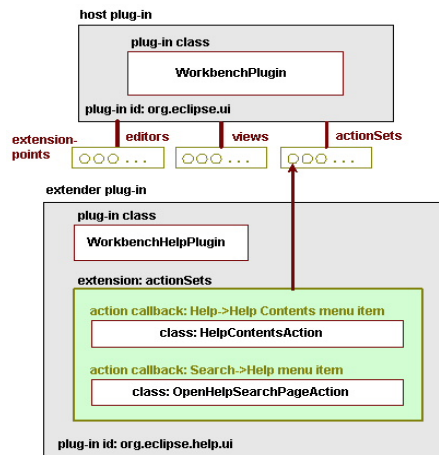 host plug-in
plug-in class
WorkbenchPlugin
plug-in id: org.eclipse.ui
extension-
points
editors
views
actionSets
...
...
...
extender plug-in
plug-in class
WorkbenchHelpPlugin
extension: actionSets
action callback: Help->Help Contents menu item
class: HelpContentsAction
action callback: Search->Help menu item
class: OpenHelpSearchPageAction
plug-in id: org.eclipse.help.ui